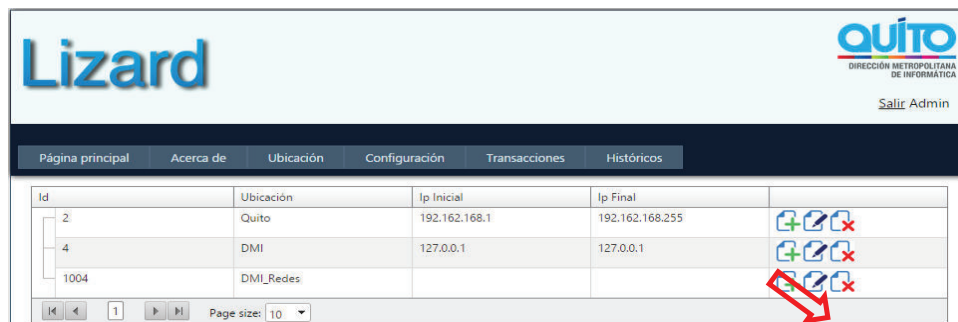 Lizard
QUÍTO
DIRECCIÓN METROPOLITANA
DE INFORMÁTICA
Salir Admin
Página principal Acerca de Ubicación Configuración Transacciones Históricos
Id Ubicación Ip Inicial Ip Final
2 Quito 192.162.168.1 192.162.168.255
4 DMI 127.0.0.1 127.0.0.1
1004 DMI_Redes
1 Page size: 10